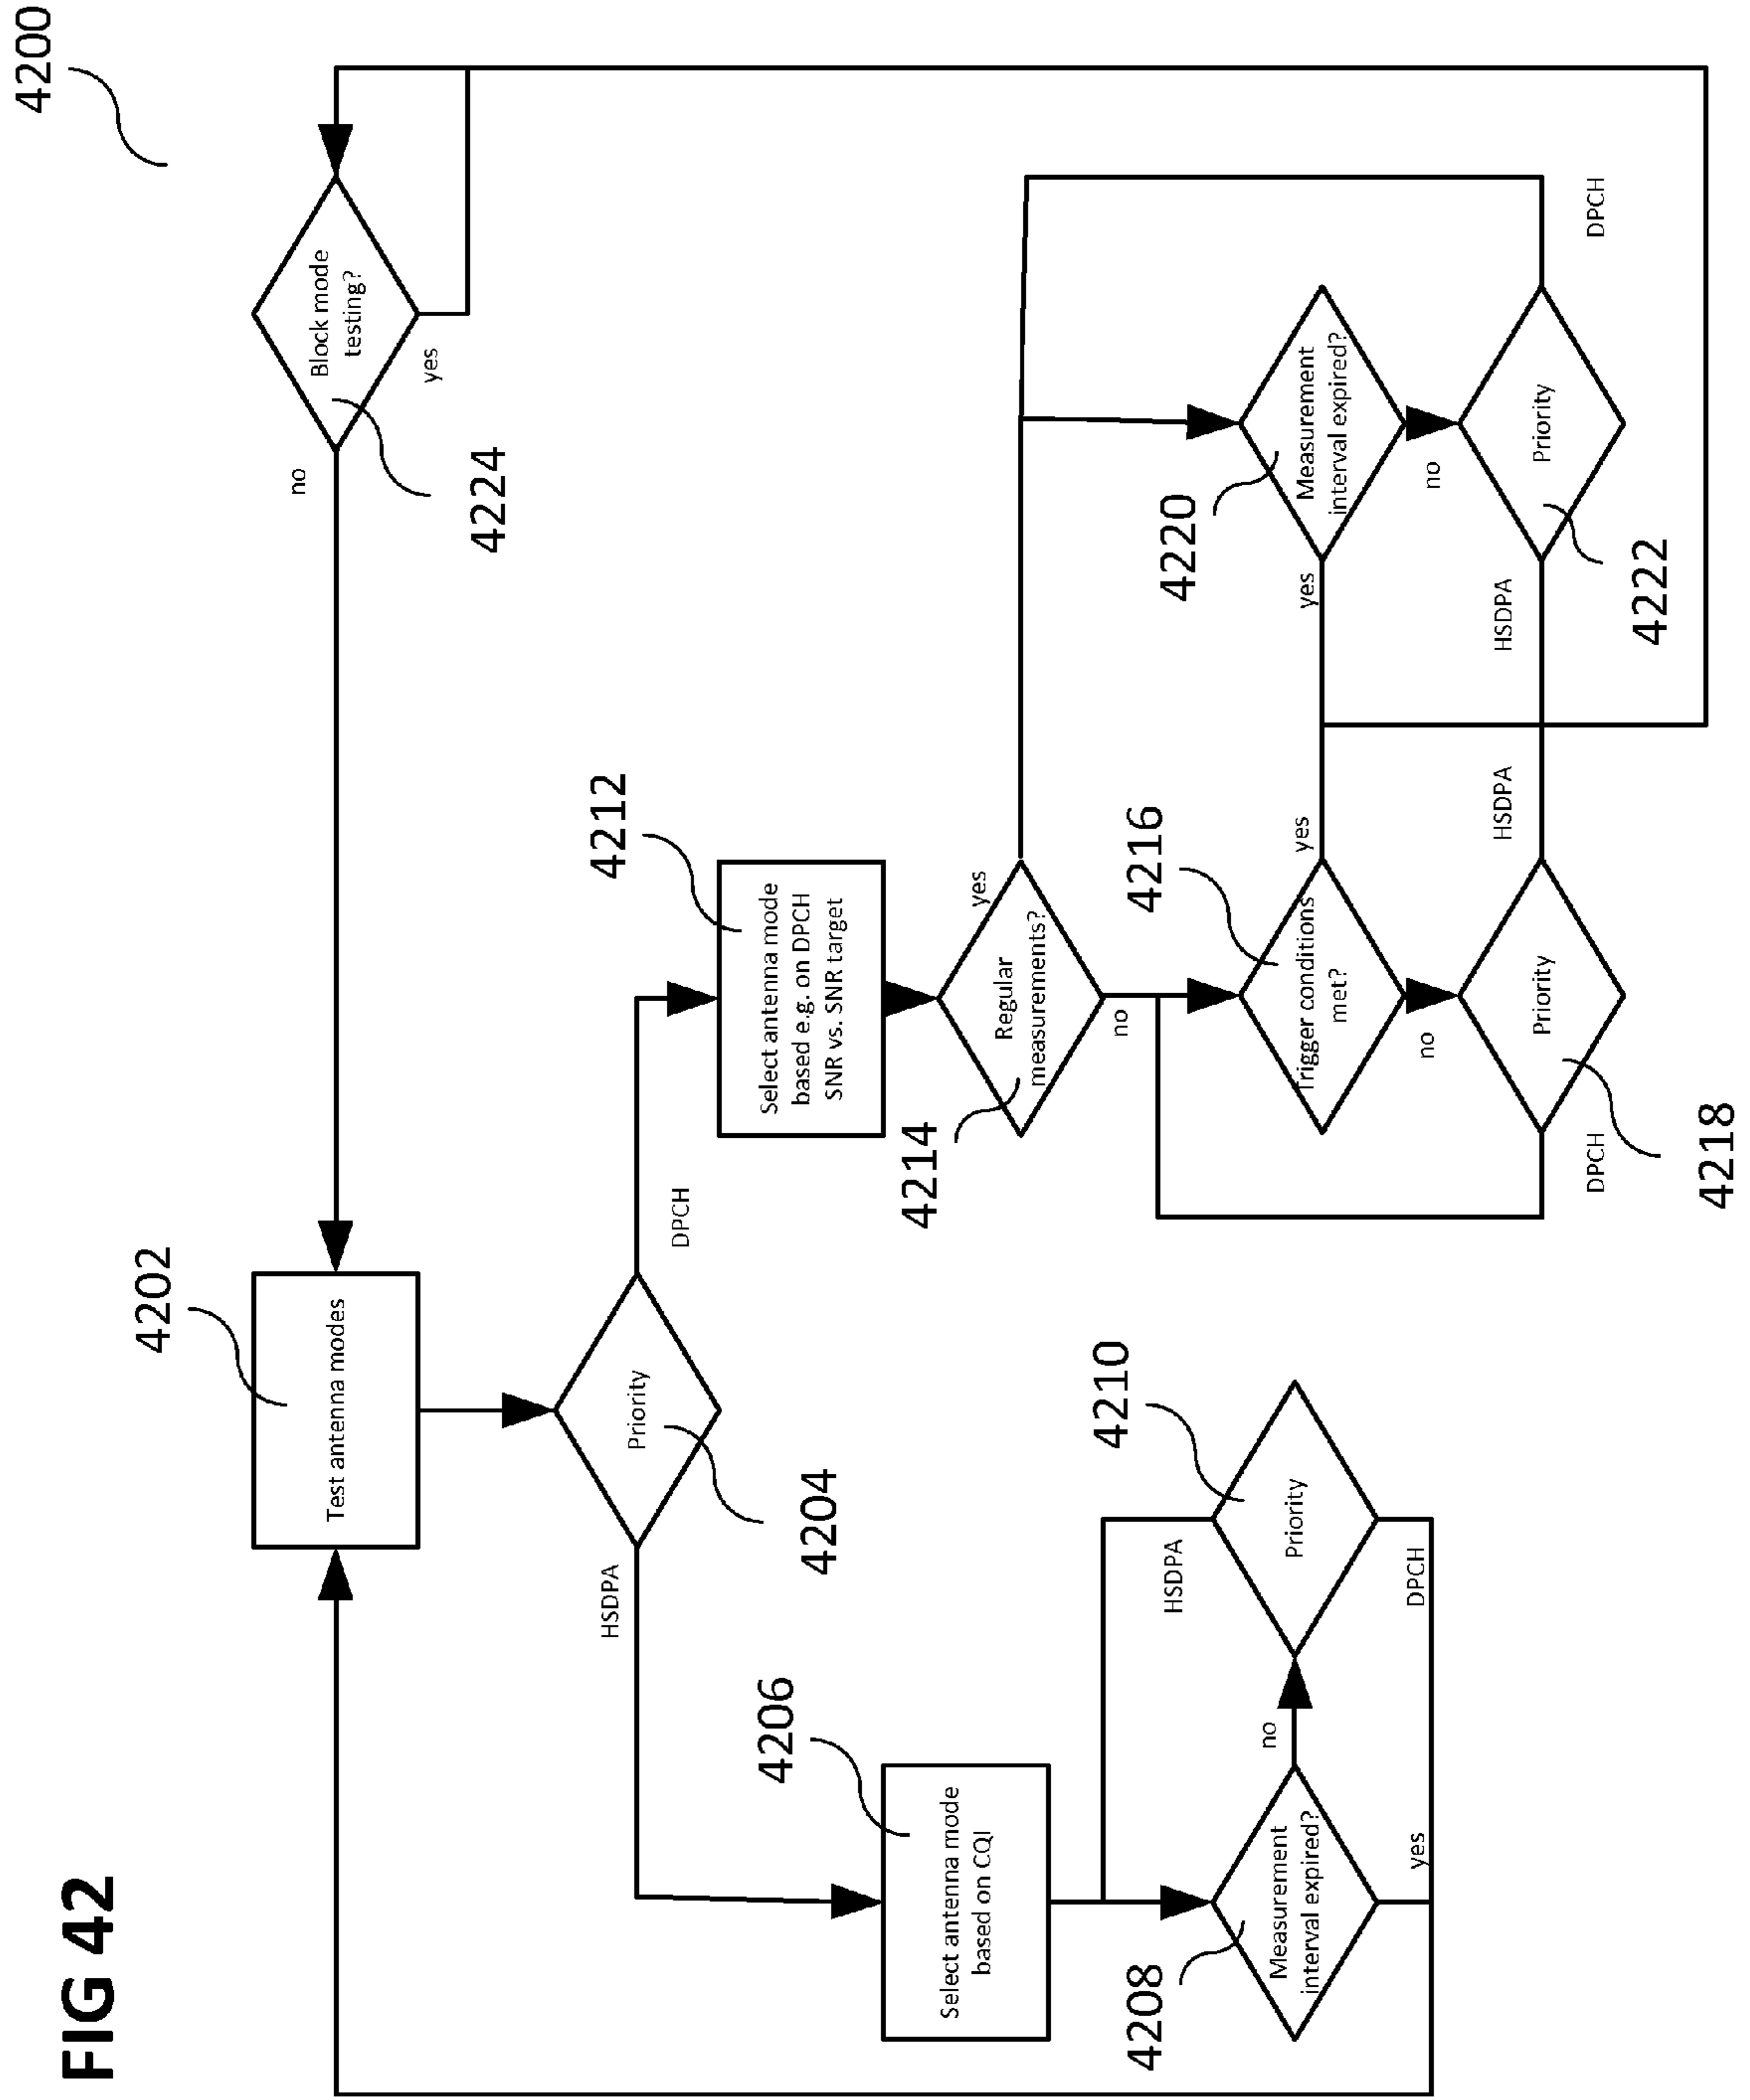 FIG 42
4200
4202
Test antenna modes
no
Block mode
testing?
4224
yes
4204
Priority
HSDPA
DPCH
4206
Select antenna mode
based on CQI
4212
Select antenna mode
based e.g. on DPCH
SNR vs. SNR target
4208
Measurement
interval expired?
no
yes
4210
Priority
HSDPA
DPCH
4214
Regular
measurements?
yes
no
4216
Trigger conditions
met?
yes
no
4220
Measurement
interval expired?
yes
no
4218
Priority
DPCH
HSDPA
4222
Priority
HSDPA
DPCH